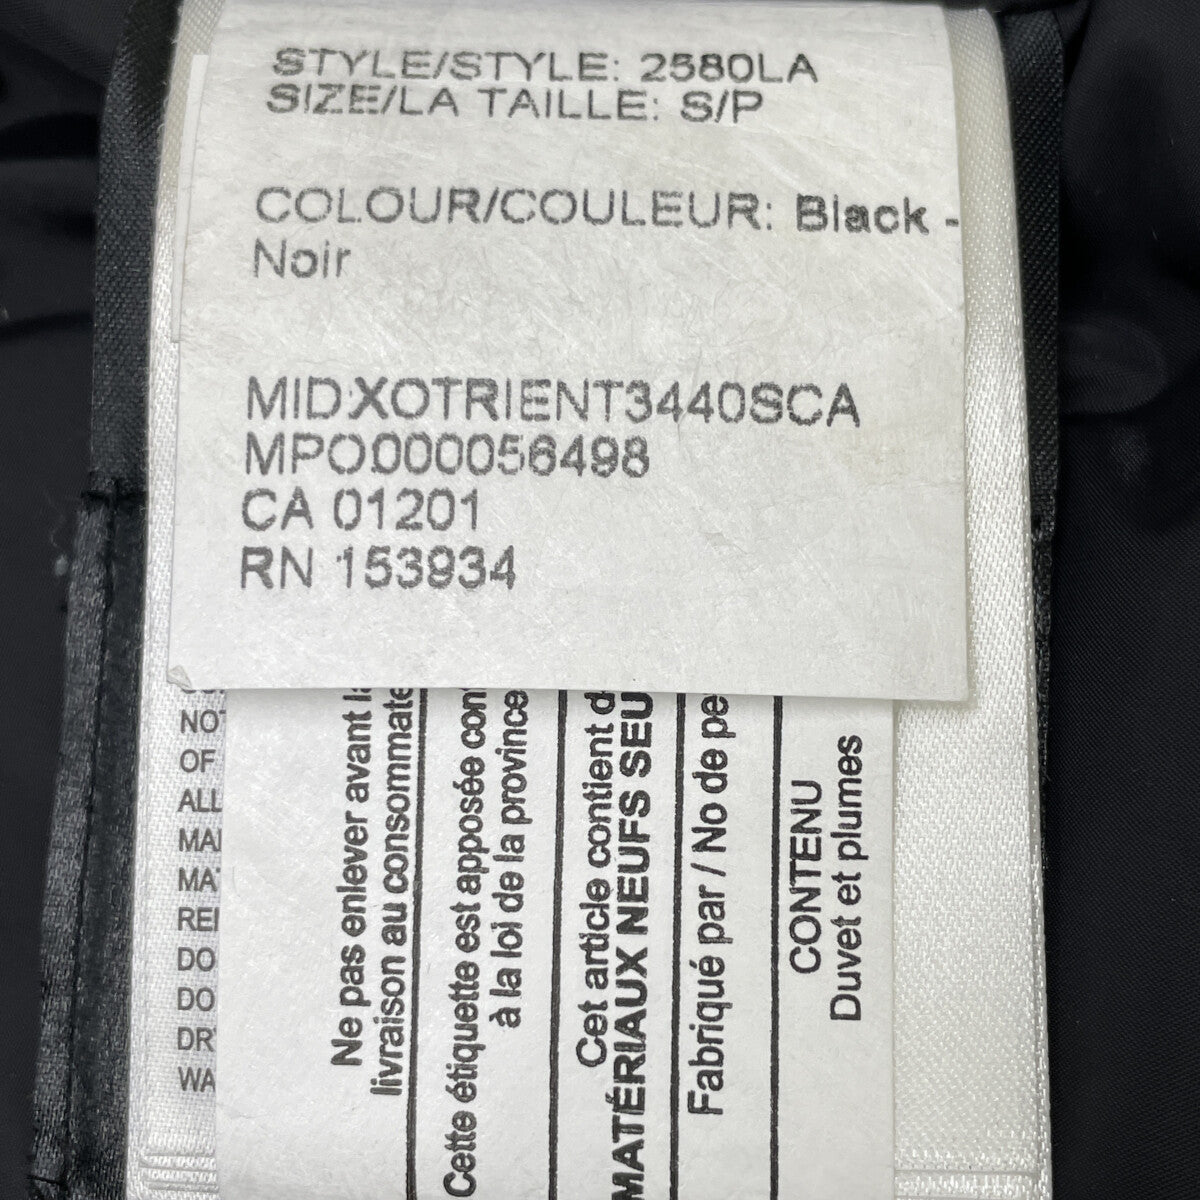 STYLE/STYLE: 2580LA
SIZE/LA TAILLE: S/P
COLOUR/COULEUR: Black -
Noir
MIDXOTRIENT3440SCA
MPO0000056498
CA 01201
RN 153934
NOT
OF
ALL
MA
RE
DO
DO
DR
WA
Ne pas enlever avant la
livraison au consommate
Cette étiquette est apposée con
à la loi de la province
Cet article contient d
MATÉRIAUX NEUFS SEU
Fabriqué par / No de pe
CONTENU
Duvet et plumes